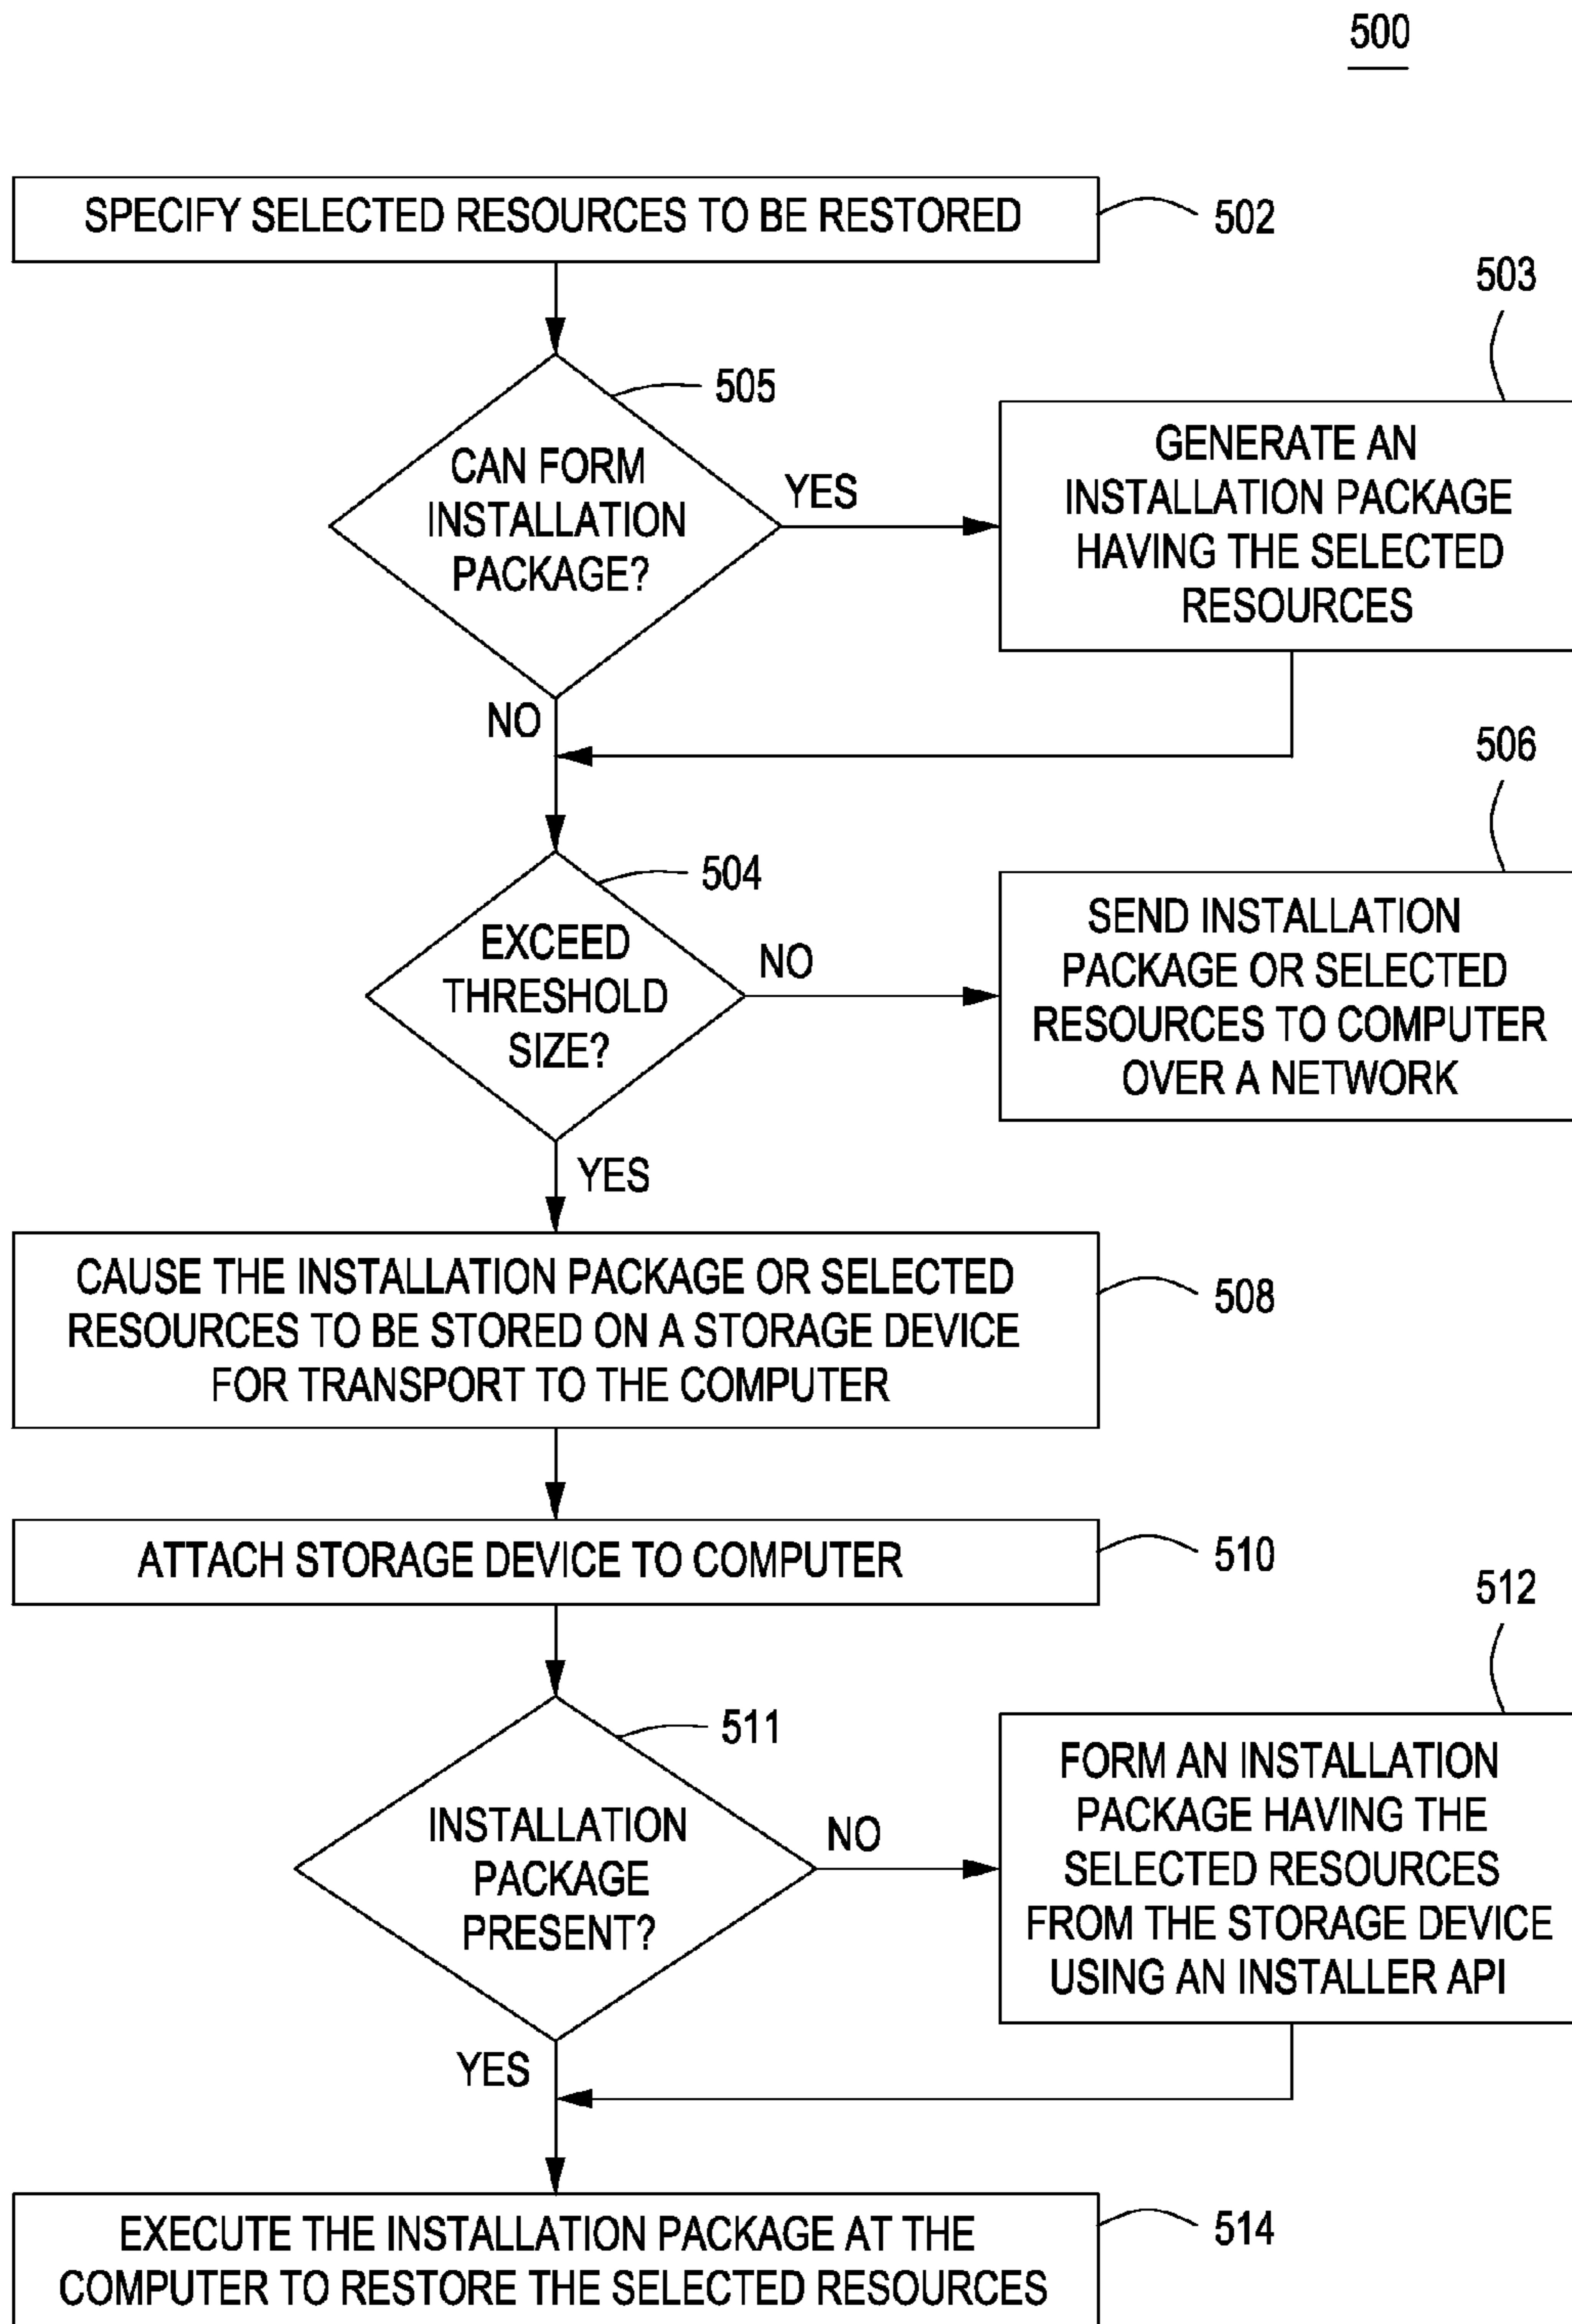 500
SPECIFY SELECTED RESOURCES TO BE RESTORED
502
505
CAN FORM
INSTALLATION
PACKAGE?
YES
NO
503
GENERATE AN
INSTALLATION PACKAGE
HAVING THE SELECTED
RESOURCES
504
EXCEED
THRESHOLD
SIZE?
NO
YES
506
SEND INSTALLATION
PACKAGE OR SELECTED
RESOURCES TO COMPUTER
OVER A NETWORK
CAUSE THE INSTALLATION PACKAGE OR SELECTED
RESOURCES TO BE STORED ON A STORAGE DEVICE
FOR TRANSPORT TO THE COMPUTER
508
ATTACH STORAGE DEVICE TO COMPUTER
510
511
INSTALLATION
PACKAGE
PRESENT?
NO
YES
512
FORM AN INSTALLATION
PACKAGE HAVING THE
SELECTED RESOURCES
FROM THE STORAGE DEVICE
USING AN INSTALLER API
EXECUTE THE INSTALLATION PACKAGE AT THE
COMPUTER TO RESTORE THE SELECTED RESOURCES
514